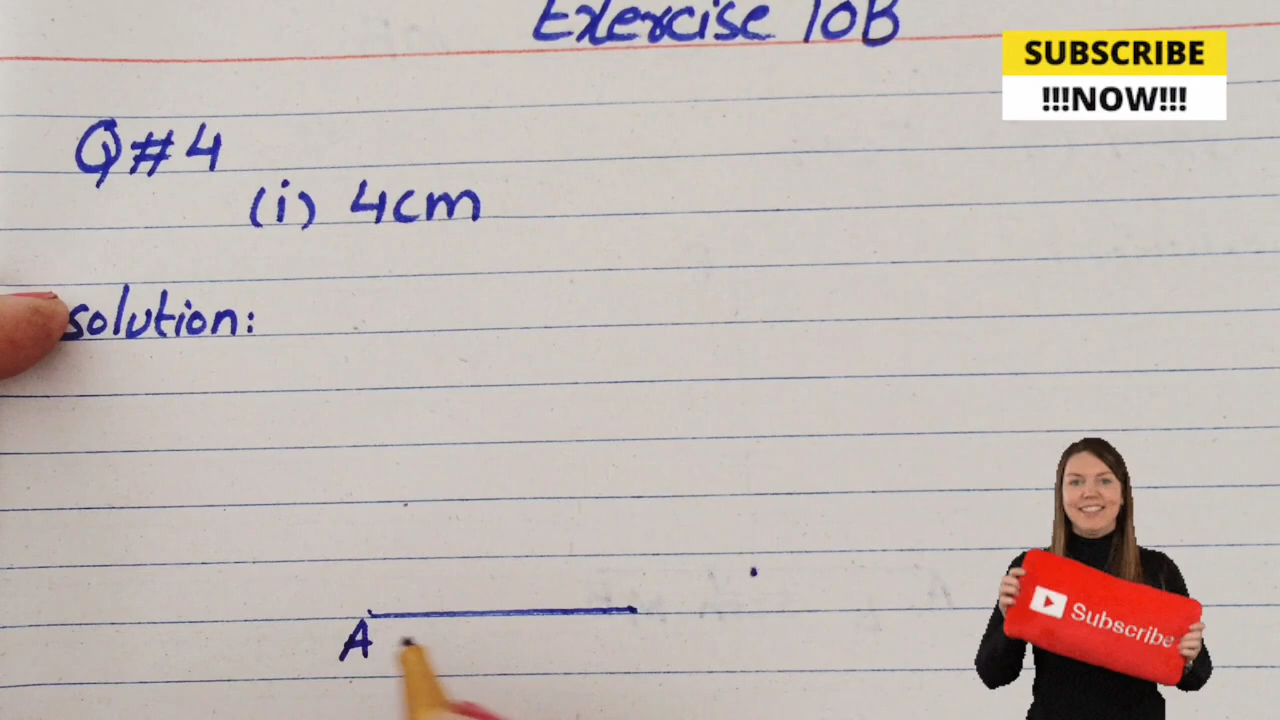 Exercise 10B
SUBSCRIBE
!!!NOW!!!
Q#4
(i) 4cm
solution:
A
Subscribe